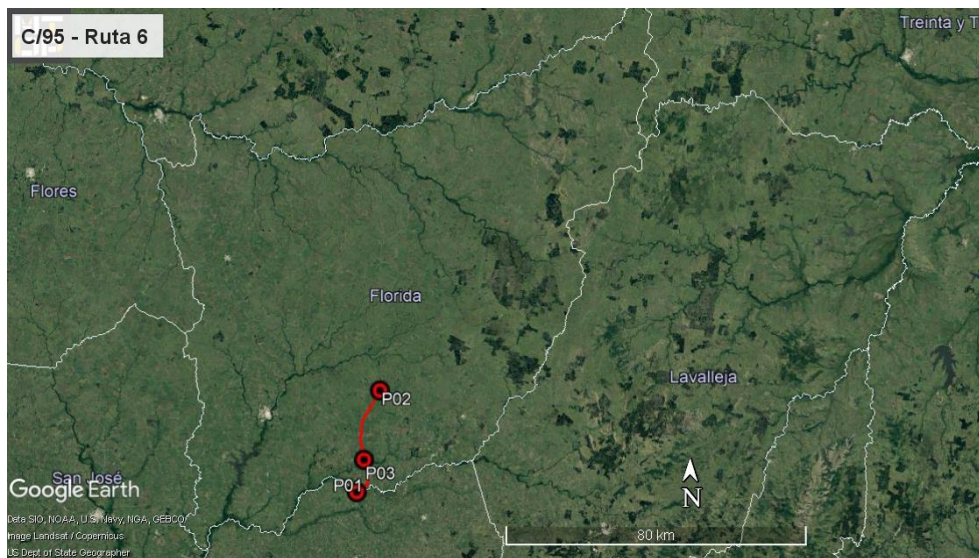 C/95 - Ruta 6
Treinta y T
Flores
Florida
Lavalleja
P02
P03
P01
San José
Google Earth
N
80 km
Data SIO, NOAA, U.S. Navy, NGA, GEBCO
Image Landsat / Copernicus
US Dept of State Geographer